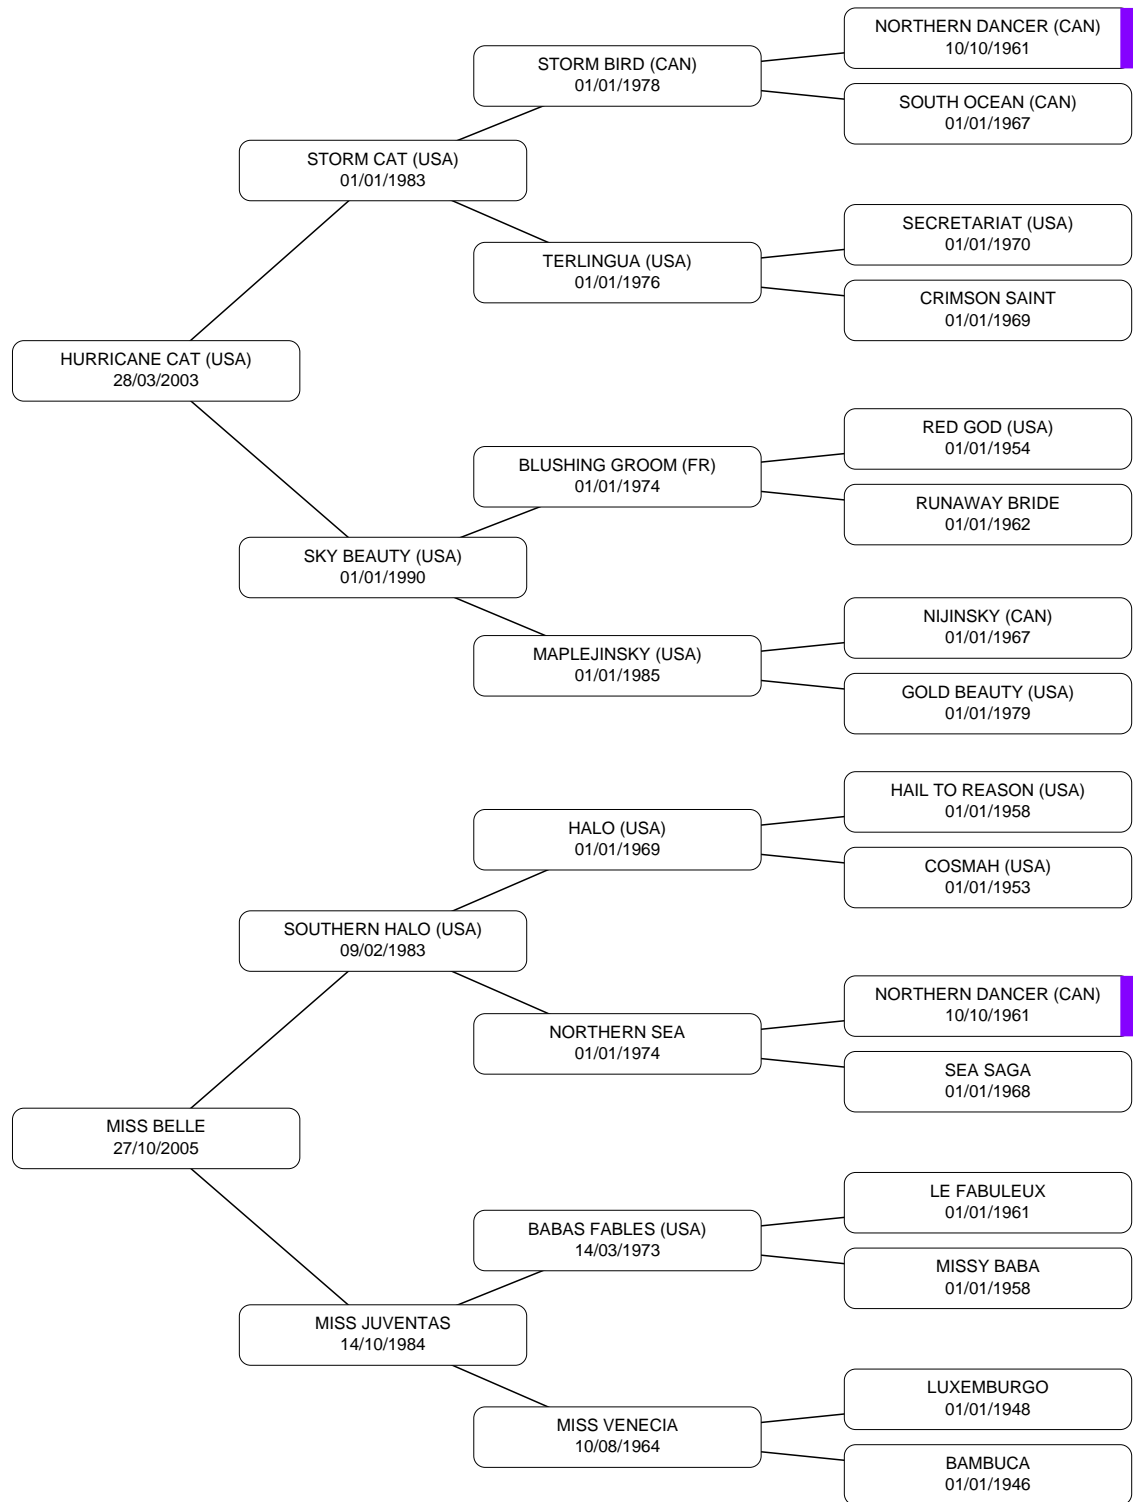 NORTHERN DANCER (CAN)
10/10/1961
STORM BIRD (CAN)
01/01/1978
SOUTH OCEAN (CAN)
01/01/1967
STORM CAT (USA)
01/01/1983
SECRETARIAT (USA)
01/01/1970
TERLINGUA (USA)
01/01/1976
CRIMSON SAINT
01/01/1969
HURRICANE CAT (USA)
28/03/2003
RED GOD (USA)
01/01/1954
BLUSHING GROOM (FR)
01/01/1974
RUNAWAY BRIDE
01/01/1962
SKY BEAUTY (USA)
01/01/1990
NIJINSKY (CAN)
01/01/1967
MAPLEJINSKY (USA)
01/01/1985
GOLD BEAUTY (USA)
01/01/1979
HAIL TO REASON (USA)
01/01/1958
HALO (USA)
01/01/1969
COSMAH (USA)
01/01/1953
SOUTHERN HALO (USA)
09/02/1983
NORTHERN DANCER (CAN)
10/10/1961
NORTHERN SEA
01/01/1974
SEA SAGA
01/01/1968
MISS BELLE
27/10/2005
LE FABULEUX
01/01/1961
BABAS FABLES (USA)
14/03/1973
MISSY BABA
01/01/1958
MISS JUVENTAS
14/10/1984
LUXEMBURGO
01/01/1948
MISS VENECIA
10/08/1964
BAMBUCA
01/01/1946